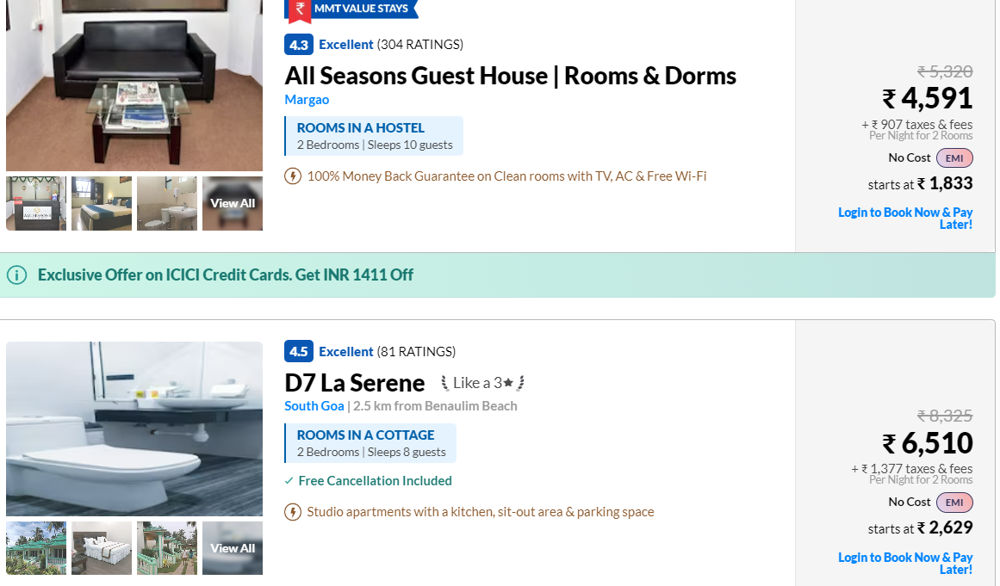 ₹ MMT VALUE STAYS
4.3 Excellent (304 RATINGS)
All Seasons Guest House | Rooms & Dorms
Margao
ROOMS IN A HOSTEL
2 Bedrooms | Sleeps 10 guests
100% Money Back Guarantee on Clean rooms with TV, AC & Free Wi-Fi
ALL SEASONS
View All
₹ 5,320
₹ 4,591
+ ₹ 907 taxes & fees
Per Night for 2 Rooms
No Cost EMI
starts at ₹ 1,833
Login to Book Now & Pay
Later!
Exclusive Offer on ICICI Credit Cards. Get INR 1411 Off
4.5 Excellent (81 RATINGS)
D7 La Serene Like a 3★
South Goa | 2.5 km from Benaulim Beach
ROOMS IN A COTTAGE
2 Bedrooms | Sleeps 8 guests
✓ Free Cancellation Included
Studio apartments with a kitchen, sit-out area & parking space
View All
₹ 8,325
₹ 6,510
+ ₹ 1,377 taxes & fees
Per Night for 2 Rooms
No Cost EMI
starts at ₹ 2,629
Login to Book Now & Pay
Later!